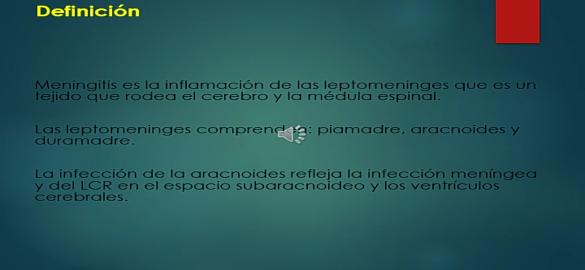 Definición
Meningitis es la inflamación de las leptomeninges que es un
tejido que rodea el cerebro y la médula espinal.
Las leptomeninges comprenden: piamadre, aracnoides y
duramadre.
La infección de la aracnoides refleja la infección meníngea
y del LCR en el espacio subaracnoideo y los ventrículos
cerebrales.